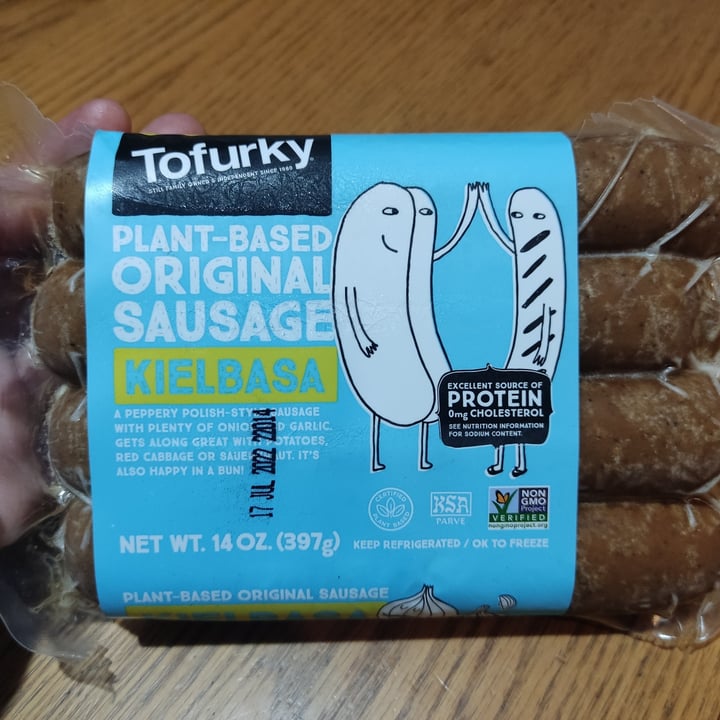 Tofurky
STILL FAMILY OWNED & INDEPENDENT SINCE 1980
PLANT-BASED
ORIGINAL
SAUSAGE
KIELBASA
A PEPPERY POLISH-STYLE SAUSAGE
WITH PLENTY OF ONION AND GARLIC.
GETS ALONG GREAT WITH POTATOES,
RED CABBAGE OR SAUERKRAUT. IT'S
ALSO HAPPY IN A BUN!
17 JUL 2022 22014
EXCELLENT SOURCE OF
PROTEIN
0mg CHOLESTEROL
SEE NUTRITION INFORMATION
FOR SODIUM CONTENT.
CERTIFIED
PLANT BASED
KSA
PARVE
NON
GMO
Project
VERIFIED
nongmoproject.org
NET WT. 14 OZ. (397g)
KEEP REFRIGERATED / OK TO FREEZE
PLANT-BASED ORIGINAL SAUSAGE
KIELBASA